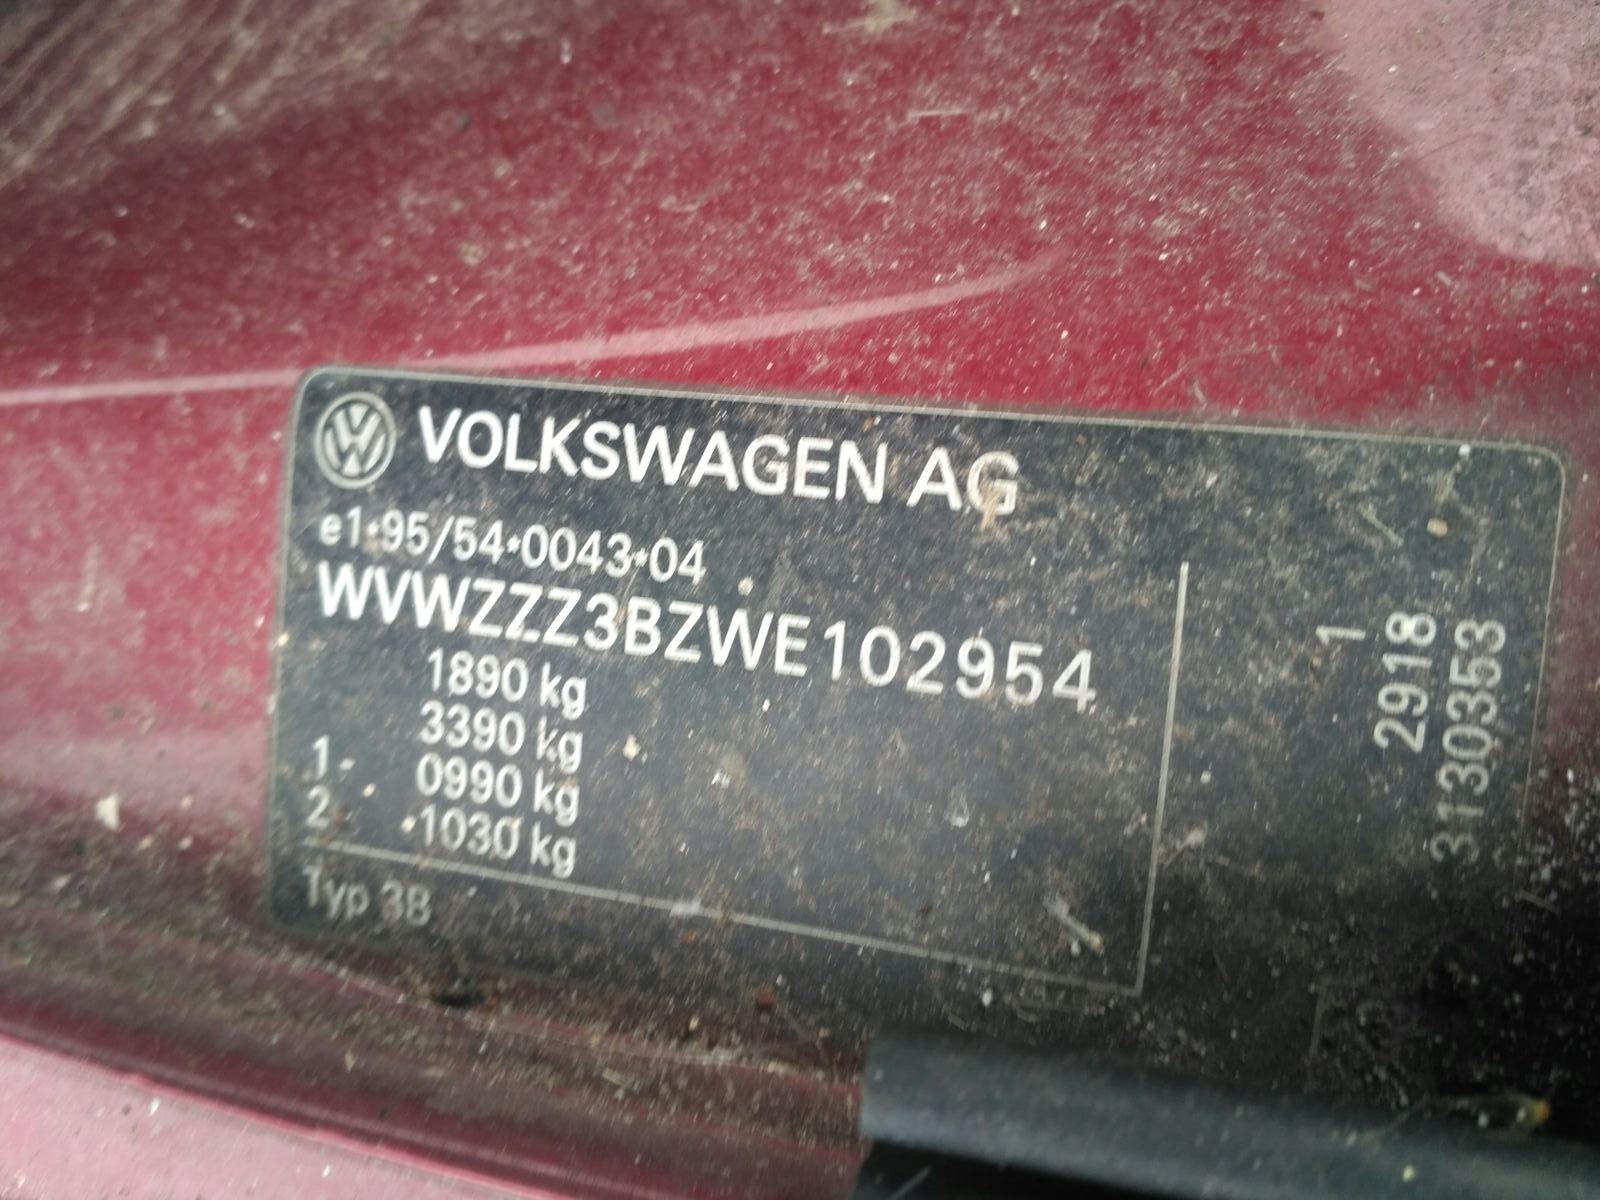 VOLKSWAGEN AG
e1*95/54*0043*04
WVWZZZ3BZWE102954
1890 kg
3390 kg
1- 0990 kg
2- 1030 kg
Typ 3B
1
2918
3130353